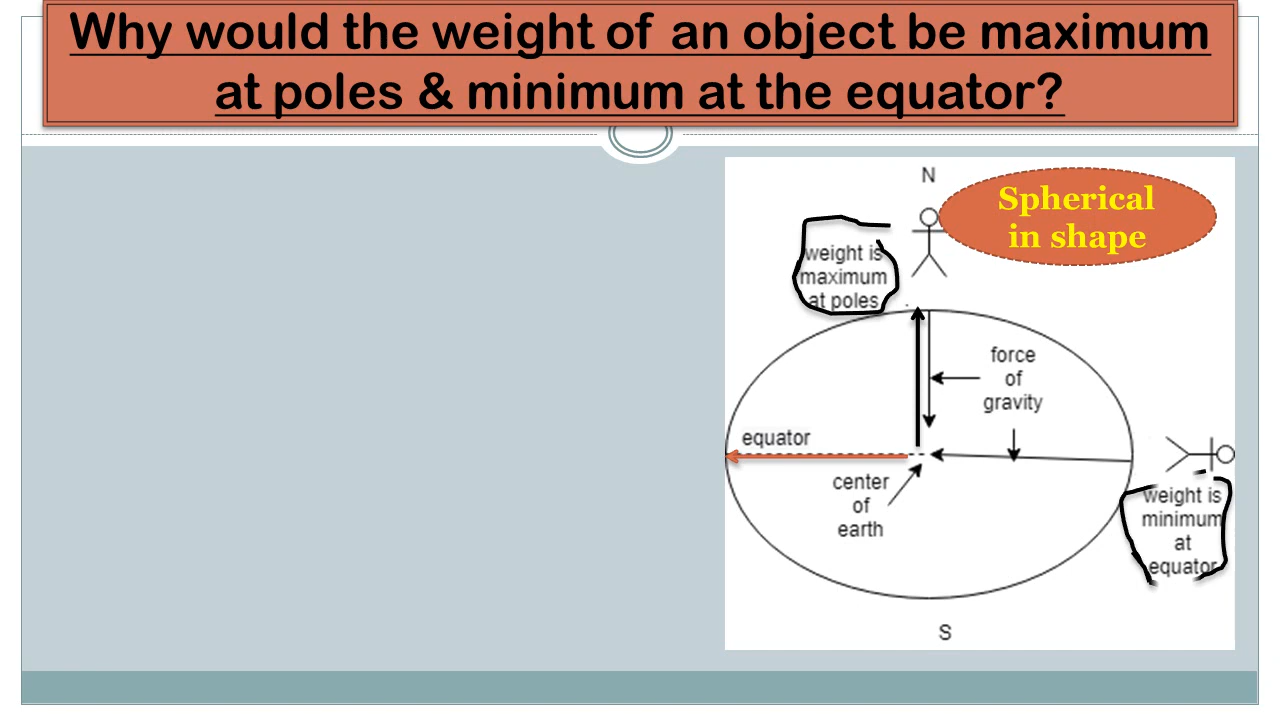 Why would the weight of an object be maximum
at poles & minimum at the equator?
N
Spherical
in shape
weight is
maximum
at poles
force
of
gravity
equator
center
of
earth
weight is
minimum
at
equator
S